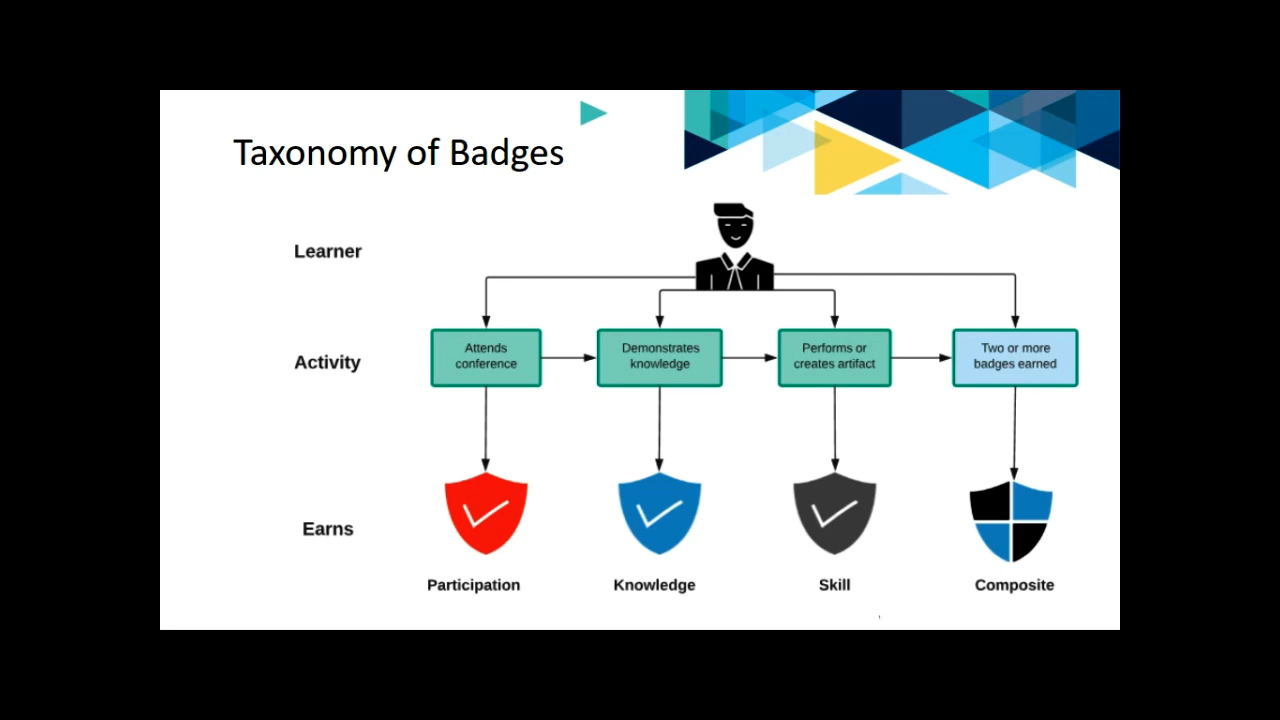 Taxonomy of Badges
Learner
Activity
Attends
conference
Demonstrates
knowledge
Performs or
creates artifact
Two or more
badges earned
Earns
Participation
Knowledge
Skill
Composite